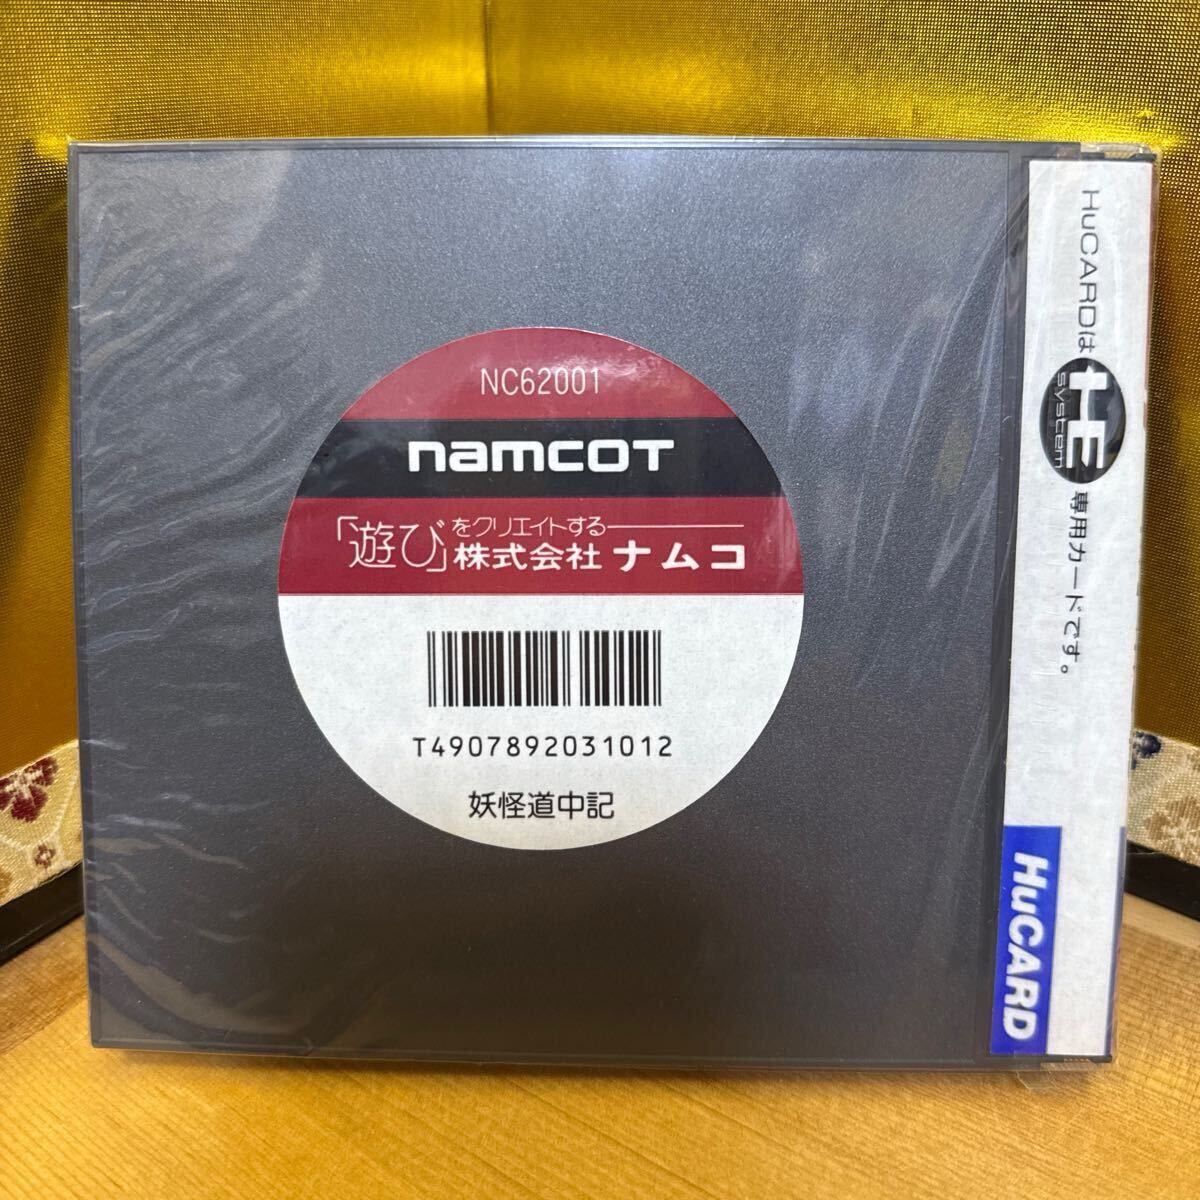 NC62001
namcoT
「遊び」をクリエイトする
株式会社 ナムコ
T4907892031012
妖怪道中記
HuCARDは HE system 専用カードです。
HuCARD